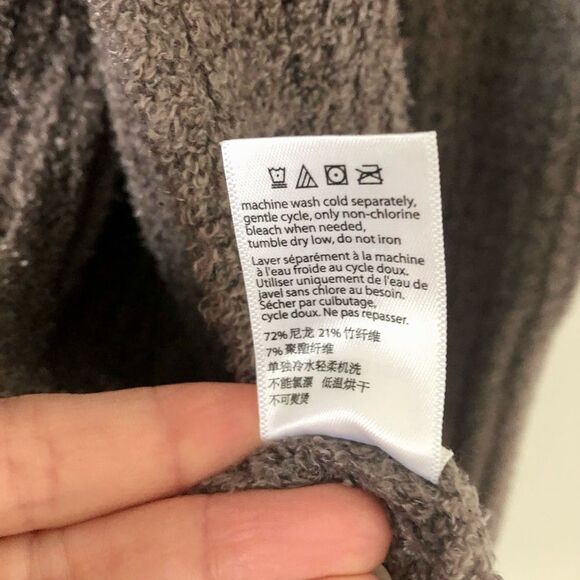 machine wash cold separately,
gentle cycle, only non-chlorine
bleach when needed,
tumble dry low, do not iron
Laver séparément à la machine
à l'eau froide au cycle doux.
Utiliser uniquement de l'eau de
javel sans chlore au besoin.
Sécher par culbutage,
cycle doux. Ne pas repasser.
72%尼龙 21%竹纤维
7%聚酯纤维
单独冷水轻柔机洗
不能氯漂 低温烘干
不可熨烫